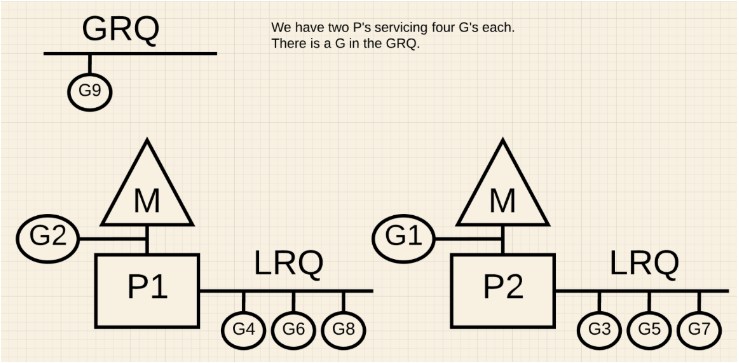 GRQ
We have two P's servicing four G's each.
There is a G in the GRQ.
G9
M
M
G2
G1
P1
LRQ
P2
LRQ
G4 G6 G8
G3 G5 G7